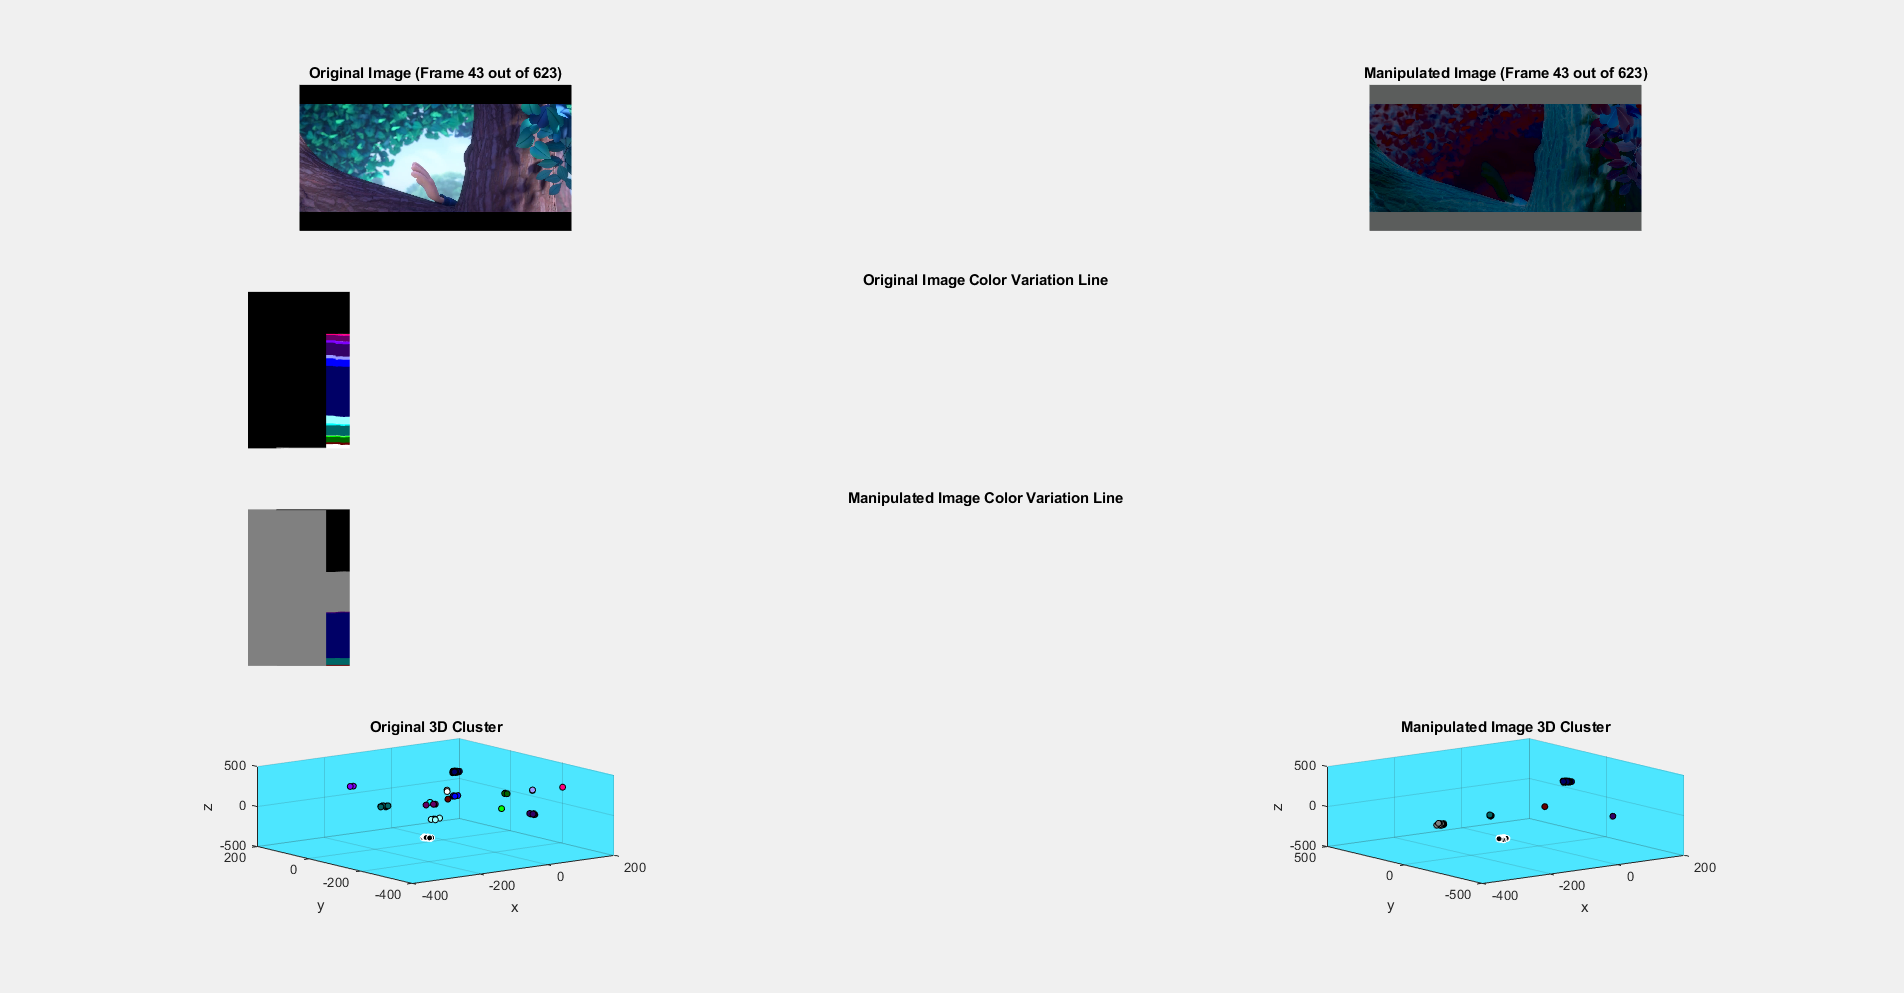 Original Image (Frame 43 out of 623)
Manipulated Image (Frame 43 out of 623)
Original Image Color Variation Line
Manipulated Image Color Variation Line
Original 3D Cluster
500
0
-500
z
200
0
-200
-400
y
-400
-200
0
200
x
Manipulated Image 3D Cluster
500
0
-500
z
500
0
-500
y
-400
-200
0
200
x